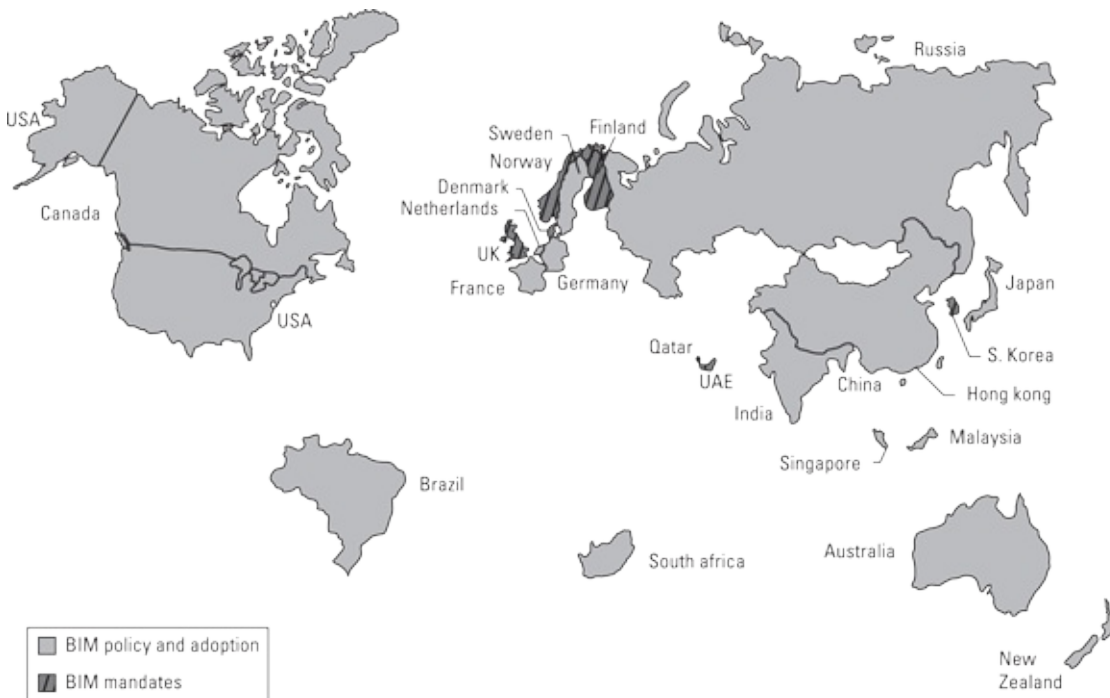 Russia
USA
Sweden
Finland
Norway
Denmark
Canada
Netherlands
UK
France
Germany
Japan
USA
Qatar
S. Korea
UAE
China
Hong kong
India
Malaysia
Singapore
Brazil
Australia
South africa
BIM policy and adoption
New
Zealand
BIM mandates